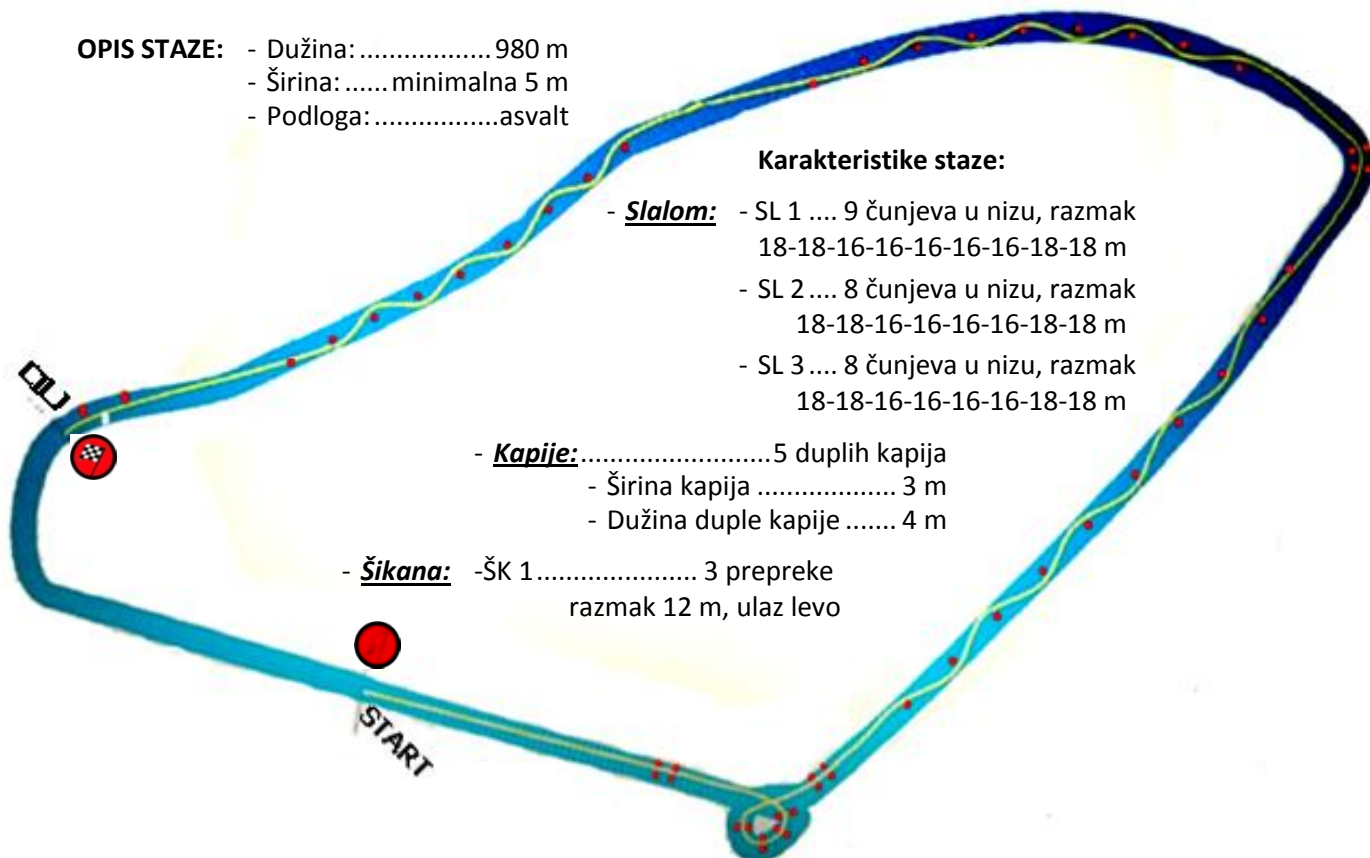 OPIS STAZE: - Dužina: .................. 980 m
- Širina: ...... minimalna 5 m
- Podloga: ................. asvalt
Karakteristike staze:
- Slalom: - SL 1 .... 9 čunjeva u nizu, razmak
18-18-16-16-16-16-16-18-18 m
- SL 2 .... 8 čunjeva u nizu, razmak
18-18-16-16-16-16-18-18 m
- SL 3 .... 8 čunjeva u nizu, razmak
18-18-16-16-16-16-18-18 m
CILJ
- Kapije: .......................... 5 duplih kapija
- Širina kapija ................... 3 m
- Dužina duple kapije ....... 4 m
- Šikana: -ŠK 1 ...................... 3 prepreke
razmak 12 m, ulaz levo
START